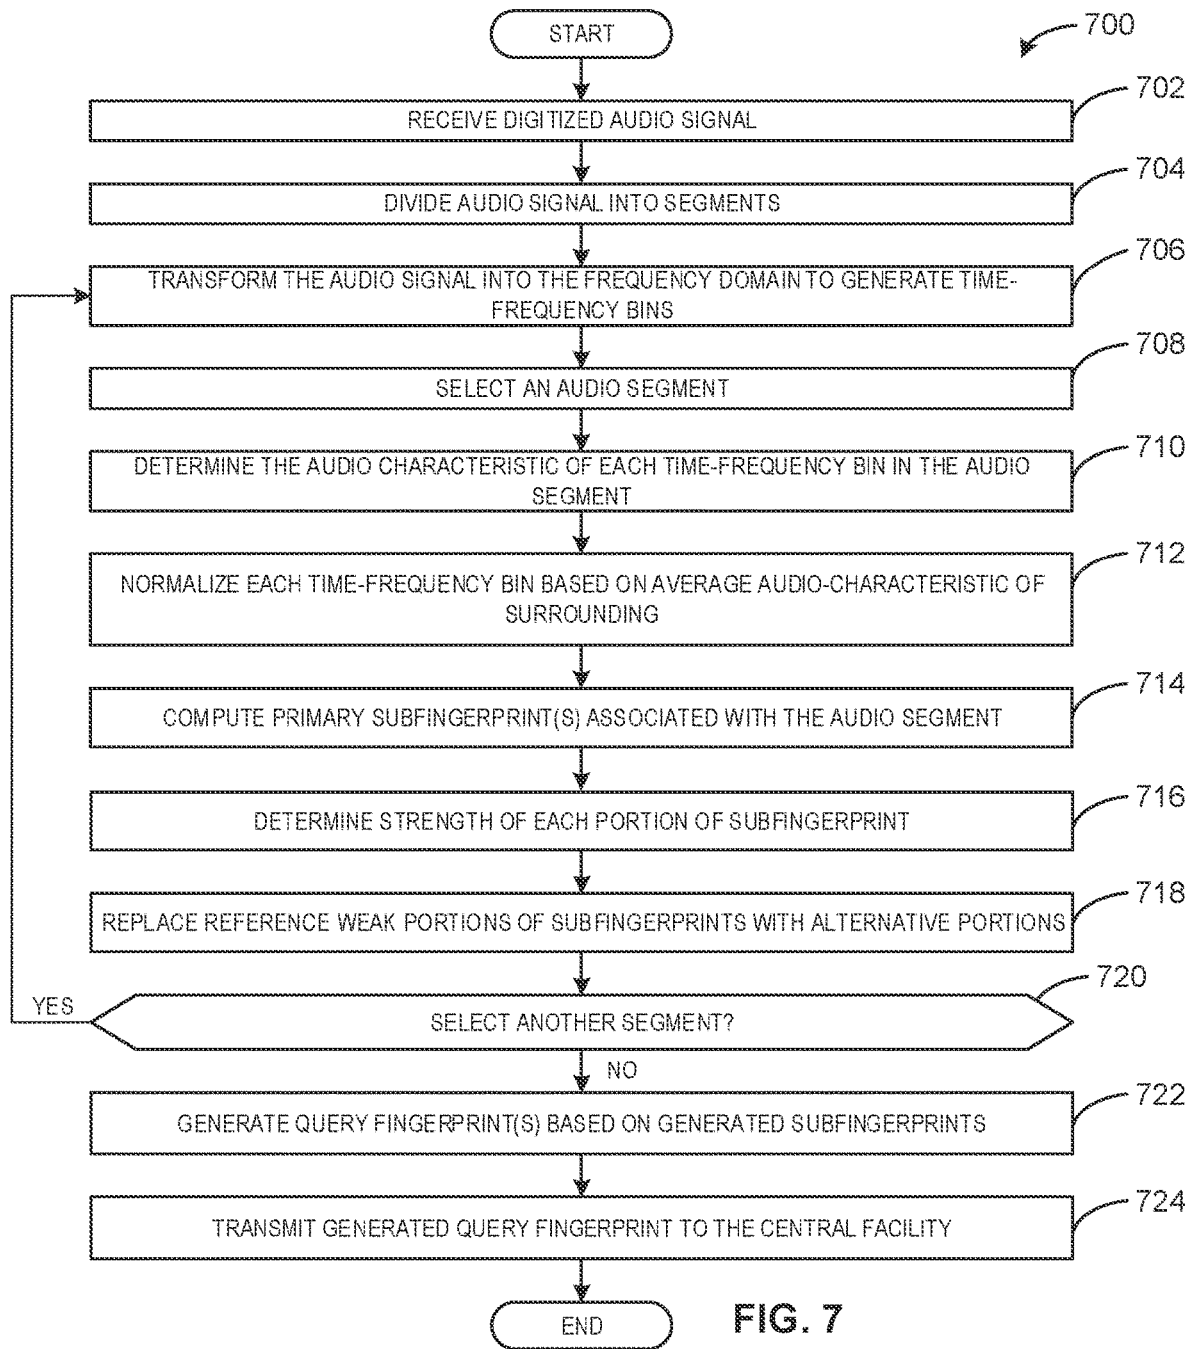 START
700
702
RECEIVE DIGITIZED AUDIO SIGNAL
704
DIVIDE AUDIO SIGNAL INTO SEGMENTS
706
TRANSFORM THE AUDIO SIGNAL INTO THE FREQUENCY DOMAIN TO GENERATE TIME-
FREQUENCY BINS
708
SELECT AN AUDIO SEGMENT
710
DETERMINE THE AUDIO CHARACTERISTIC OF EACH TIME-FREQUENCY BIN IN THE AUDIO
SEGMENT
712
NORMALIZE EACH TIME-FREQUENCY BIN BASED ON AVERAGE AUDIO-CHARACTERISTIC OF
SURROUNDING
714
COMPUTE PRIMARY SUBFINGERPRINT(S) ASSOCIATED WITH THE AUDIO SEGMENT
716
DETERMINE STRENGTH OF EACH PORTION OF SUBFINGERPRINT
718
REPLACE REFERENCE WEAK PORTIONS OF SUBFINGERPRINTS WITH ALTERNATIVE PORTIONS
720
YES
SELECT ANOTHER SEGMENT?
NO
722
GENERATE QUERY FINGERPRINT(S) BASED ON GENERATED SUBFINGERPRINTS
724
TRANSMIT GENERATED QUERY FINGERPRINT TO THE CENTRAL FACILITY
END
FIG. 7